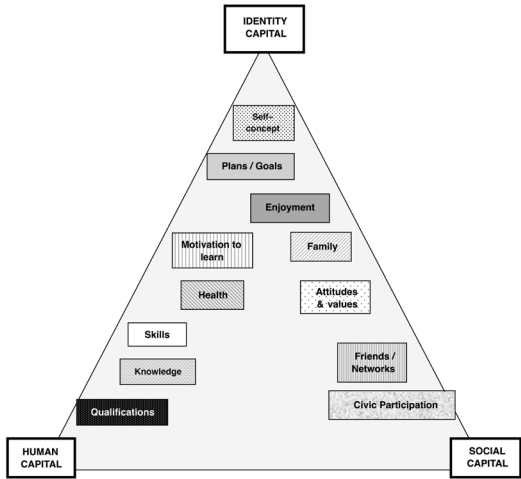 IDENTITY
CAPITAL
Self–
concept
Plans / Goals
Enjoyment
Motivation to
learn
Family
Health
Attitudes
& values
Skills
Friends /
Networks
Knowledge
Civic Participation
Qualifications
HUMAN
CAPITAL
SOCIAL
CAPITAL